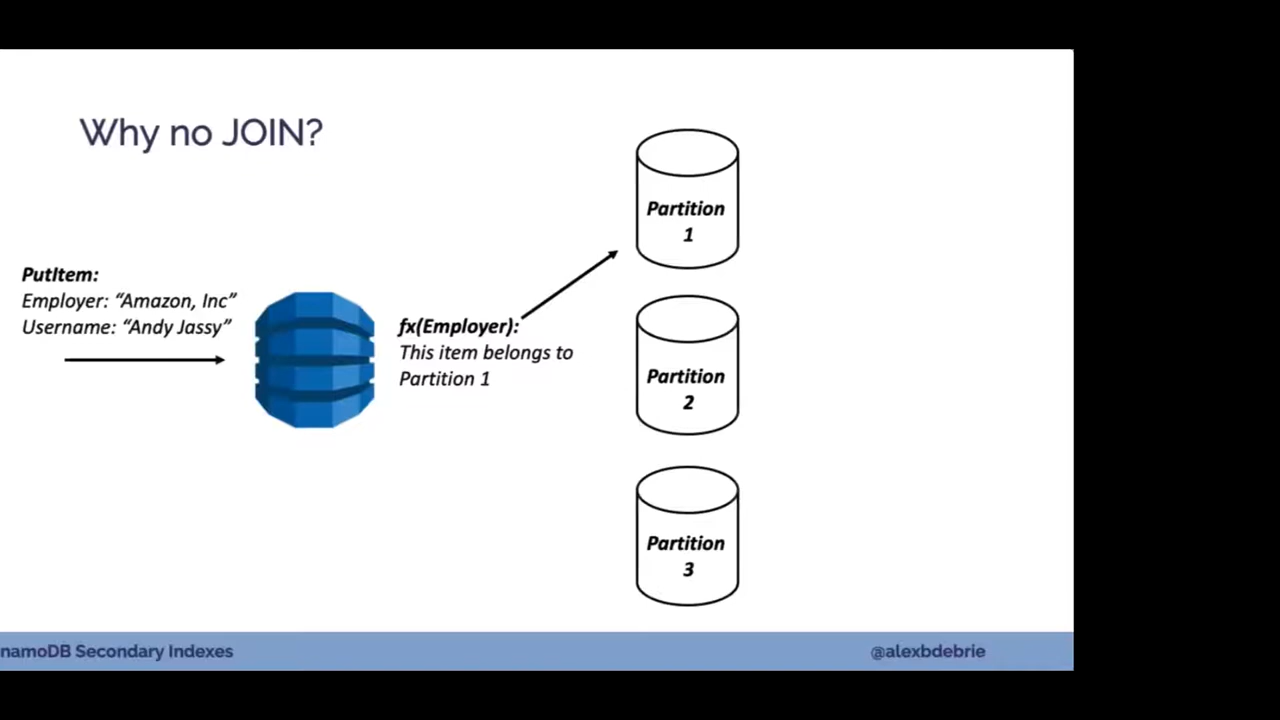 Why no JOIN?
PutItem:
Employer: “Amazon, Inc”
Username: “Andy Jassy”
fx(Employer):
This item belongs to
Partition 1
Partition
1
Partition
2
Partition
3
namoDB Secondary Indexes
@alexbdebrie